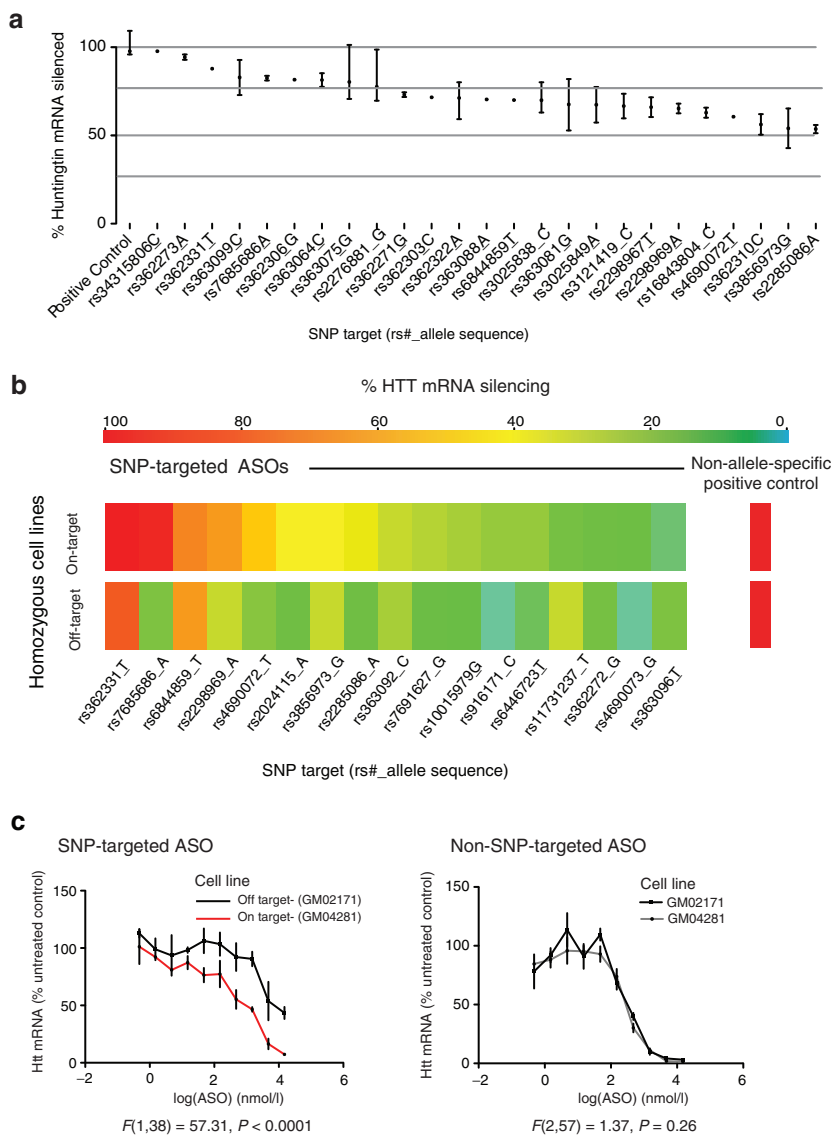 a
% Huntingtin mRNA silenced
100
50
0
Positive Control
rs34315806C
rs362273A
rs362331T
rs363099C
rs7685686A
rs362306_G
rs363064C
rs363075_G
rs2276881_G
rs362271G
rs362303C
rs362322A
rs363088A
rs6844859T
rs3025838_C
rs363081_G
rs3025849A
rs3121419_C
rs2298967T
rs2298969A
rs16843804_C
rs4690072T
rs362310C
rs3856973G
rs2285086A
SNP target (rs#_allele sequence)
b
% HTT mRNA silencing
100 80 60 40 20 0
SNP-targeted ASOs
Non-allele-specific
positive control
Homozygous cell lines
On-target
Off-target
rs362331_T
rs7685686_A
rs6844859_T
rs2298969_A
rs4690072_T
rs2024115_A
rs3856973_G
rs2285086_A
rs363092_C
rs7691627_G
rs10015979G
rs916171_C
rs6446723T
rs11731237_T
rs362272_G
rs4690073_G
rs363096T
SNP target (rs#_allele sequence)
c
SNP-targeted ASO
Htt mRNA (% untreated control)
150
100
50
0
Cell line
Off target- (GM02171)
On target- (GM04281)
−2 0 2 4 6
log(ASO) (nmol/l)
F(1,38) = 57.31, P < 0.0001
Non-SNP-targeted ASO
Htt mRNA (% untreated control)
150
100
50
0
Cell line
GM02171
GM04281
−2 0 2 4 6
log(ASO) (nmol/l)
F(2,57) = 1.37, P = 0.26